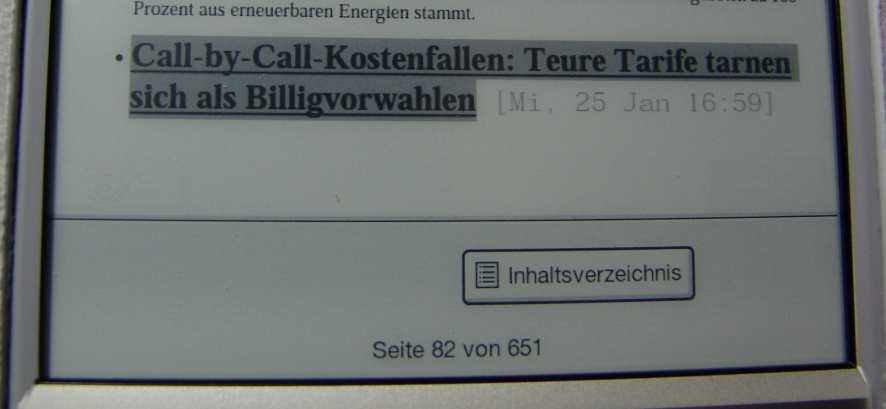 Prozent aus erneuerbaren Energien stammt.
• Call-by-Call-Kostenfallen: Teure Tarife tarnen
sich als Billigvorwahlen [Mi, 25 Jan 16:59]
Inhaltsverzeichnis
Seite 82 von 651